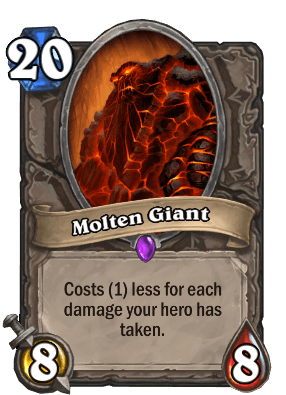 20
Molten Giant
Costs (1) less for each
damage your hero has
taken.
8
8